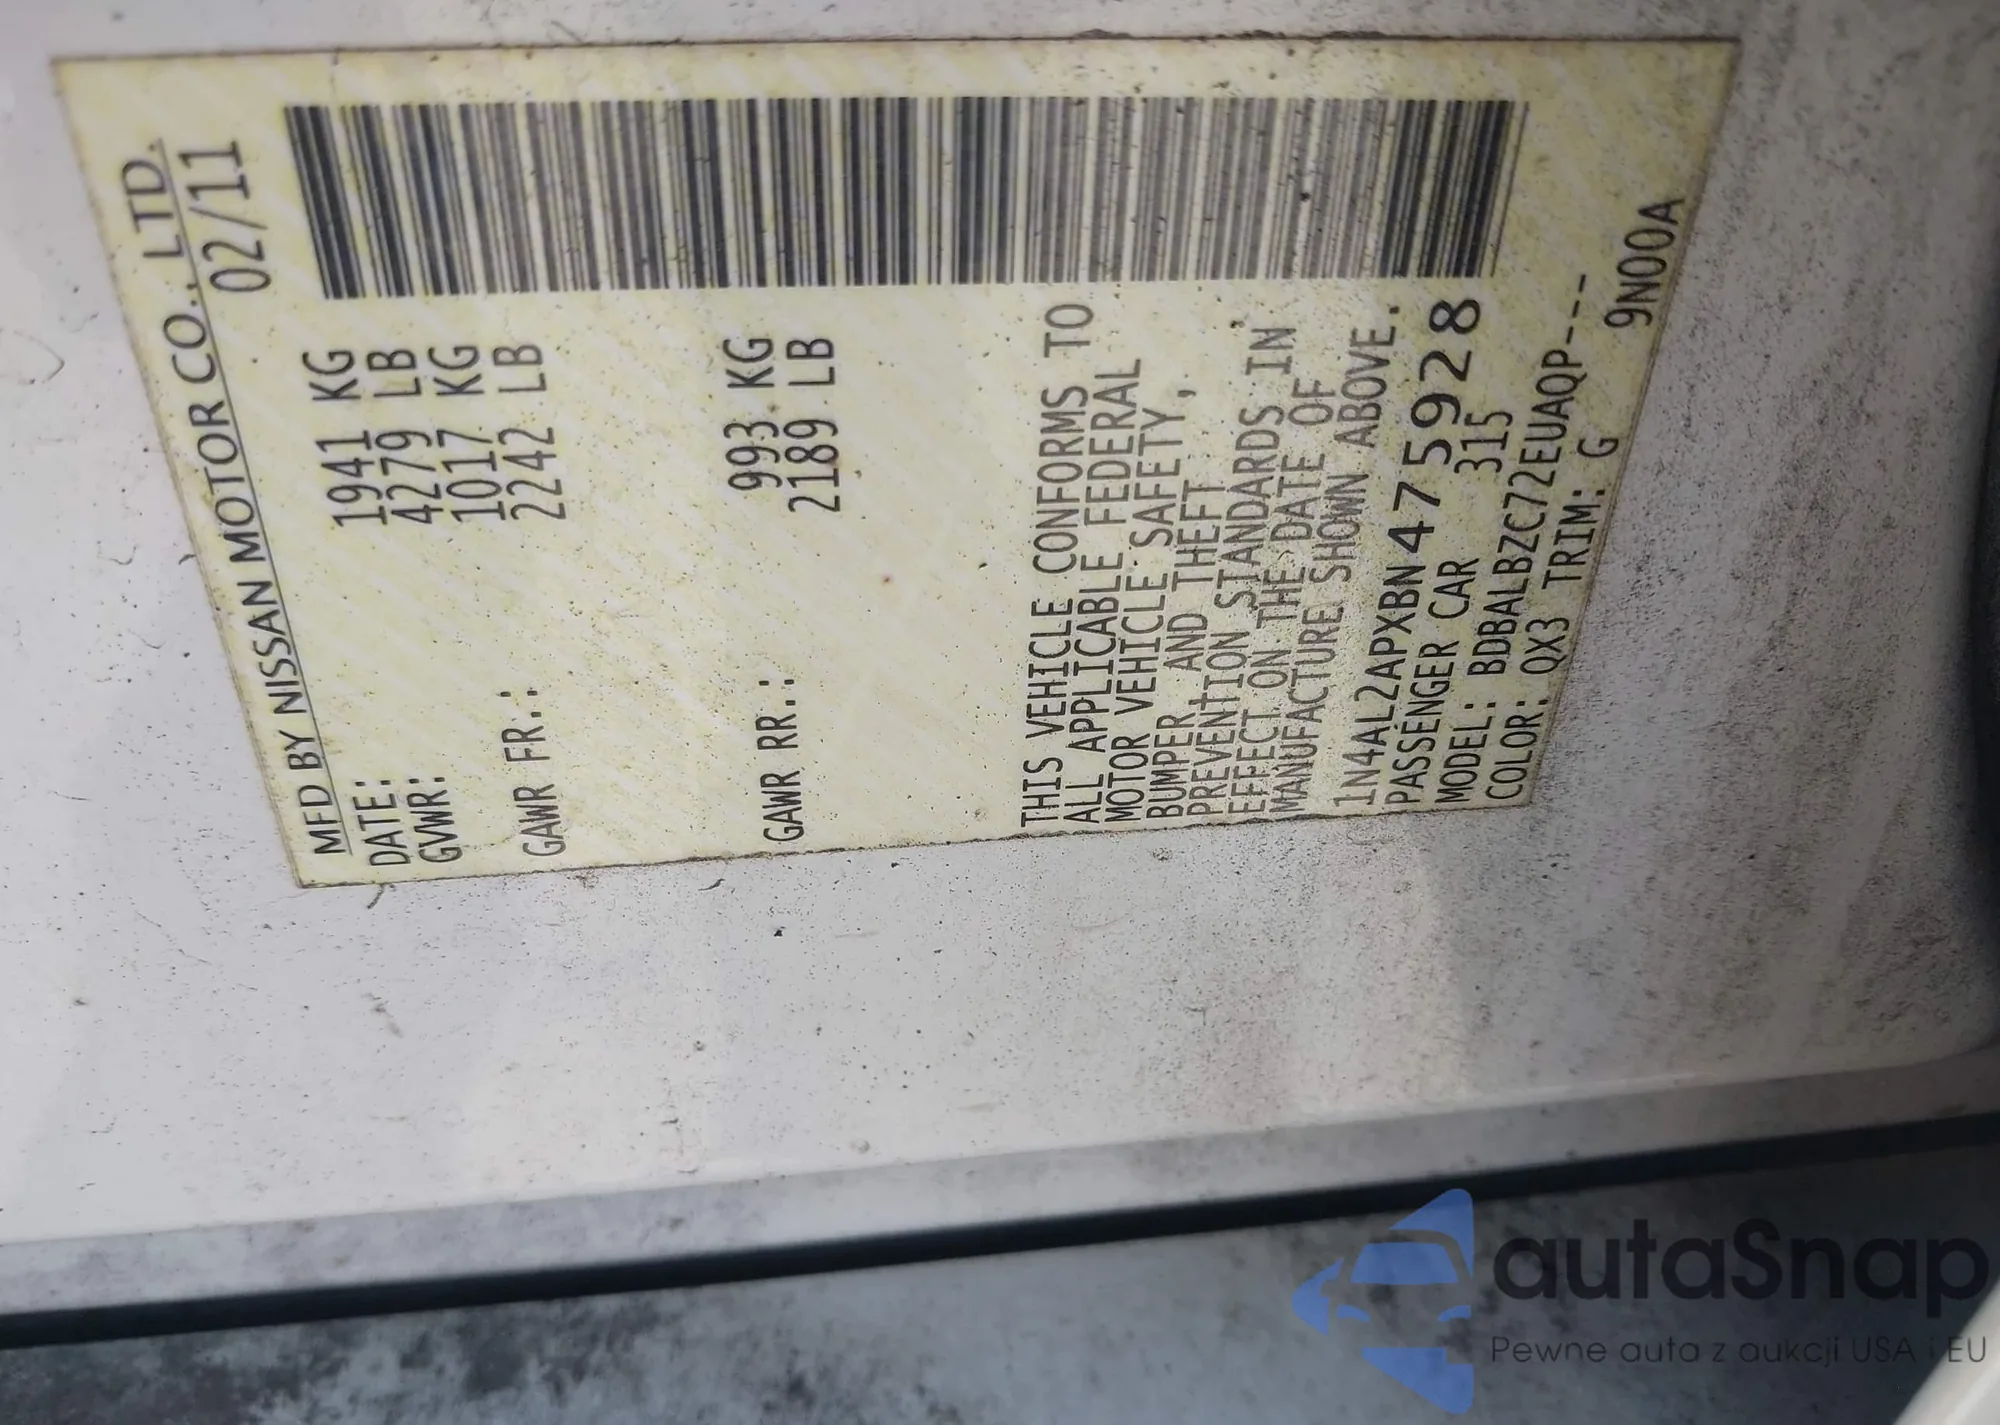 MFD BY NISSAN MOTOR CO., LTD.
DATE: 02/11
GVWR: 1941 KG
4279 LB
GAWR FR.: 1017 KG
2242 LB
GAWR RR.: 993 KG
2189 LB
THIS VEHICLE CONFORMS TO
ALL APPLICABLE FEDERAL
MOTOR VEHICLE SAFETY,
BUMPER AND THEFT
PREVENTION STANDARDS IN
EFFECT ON THE DATE OF
MANUFACTURE SHOWN ABOVE.
1N4AL2APXBN475928
PASSENGER CAR 315
MODEL: BDBALBZC72EUAQP---
COLOR: QX3 TRIM: G 9N00A
autaSnap
Pewne auta z aukcji USA i EU